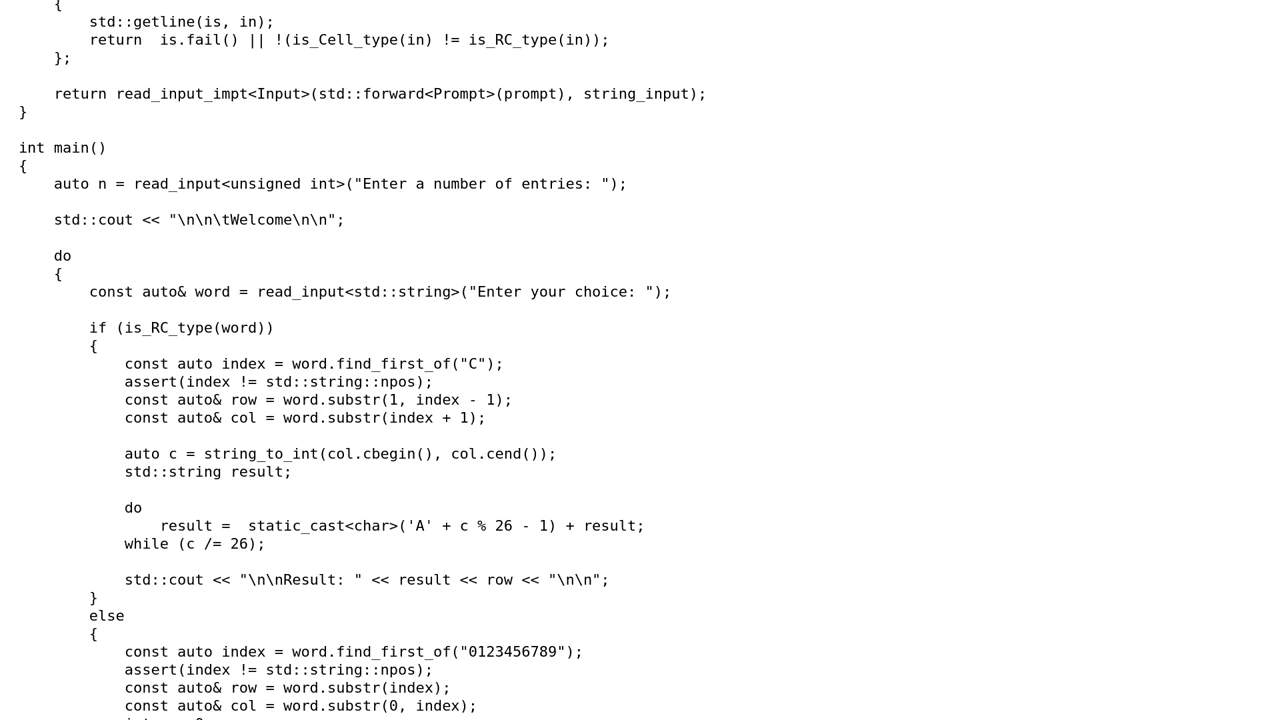 {
std::getline(is, in);
return  is.fail() || !(is_Cell_type(in) != is_RC_type(in));
};
return read_input_impt<Input>(std::forward<Prompt>(prompt), string_input);
}
int main()
{
auto n = read_input<unsigned int>("Enter a number of entries: ");
std::cout << "\n\n\tWelcome\n\n";
do
{
const auto& word = read_input<std::string>("Enter your choice: ");
if (is_RC_type(word))
{
const auto index = word.find_first_of("C");
assert(index != std::string::npos);
const auto& row = word.substr(1, index - 1);
const auto& col = word.substr(index + 1);
auto c = string_to_int(col.cbegin(), col.cend());
std::string result;
do
result =  static_cast<char>('A' + c % 26 - 1) + result;
while (c /= 26);
std::cout << "\n\nResult: " << result << row << "\n\n";
}
else
{
const auto index = word.find_first_of("0123456789");
assert(index != std::string::npos);
const auto& row = word.substr(index);
const auto& col = word.substr(0, index);